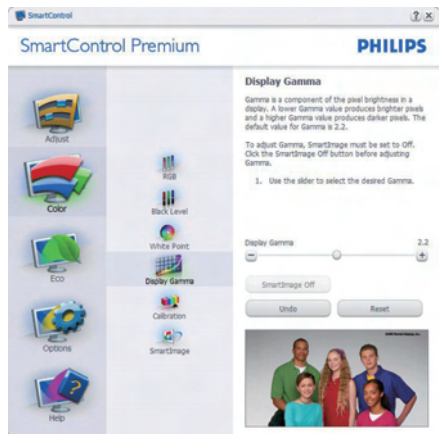 SmartControl
SmartControl Premium
PHILIPS
Adjust
Color
Eco
Options
Help
RGB
Black Level
White Point
Display Gamma
Calibration
SmartImage
Display Gamma
Gamma is a component of the pixel brightness in a
display. A lower Gamma value produces brighter pixels
and a higher Gamma value produces darker pixels. The
default value for Gamma is 2.2.
To adjust Gamma, SmartImage must be set to Off.
Click the SmartImage Off button before adjusting
Gamma.
1. Use the slider to select the desired Gamma.
Display Gamma 2.2
SmartImage Off
Undo Reset